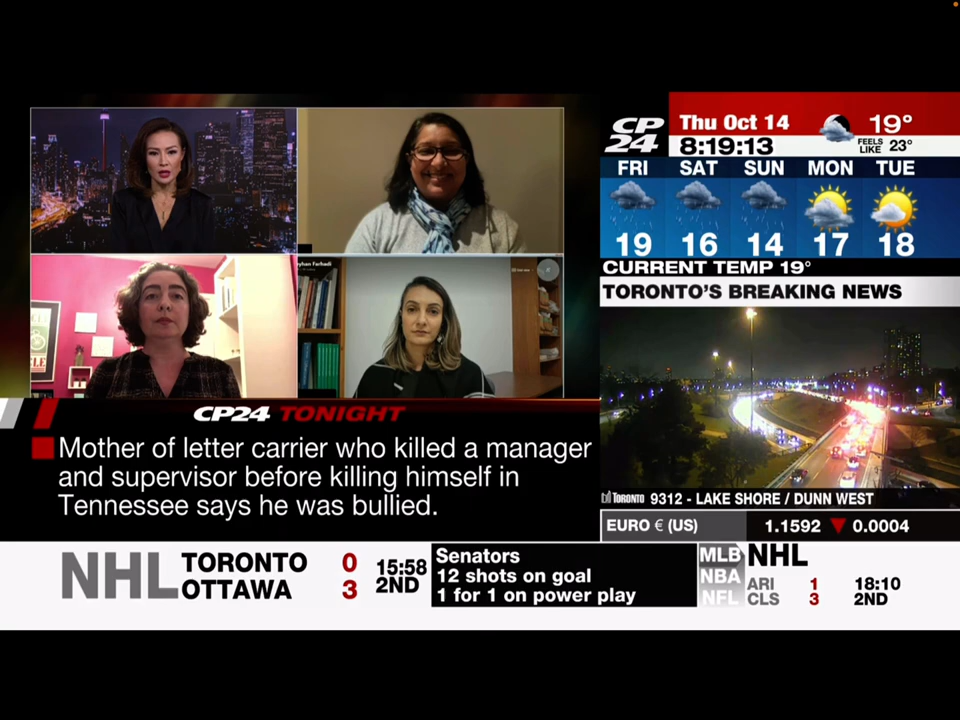 CP
24
Thu Oct 14
8:19:13
19°
FEELS
LIKE 23°
FRI SAT SUN MON TUE
19 16 14 17 18
CURRENT TEMP 19°
TORONTO'S BREAKING NEWS
Farhadi
CP24 TONIGHT
Mother of letter carrier who killed a manager
and supervisor before killing himself in
Tennessee says he was bullied.
TORONTO 9312 - LAKE SHORE / DUNN WEST
EURO € (US) 1.1592 ▼ 0.0004
NHL
TORONTO 0
OTTAWA 3
15:58
2ND
Senators
12 shots on goal
1 for 1 on power play
MLB
NBA
NFL
NHL
ARI 1 18:10
CLS 3 2ND